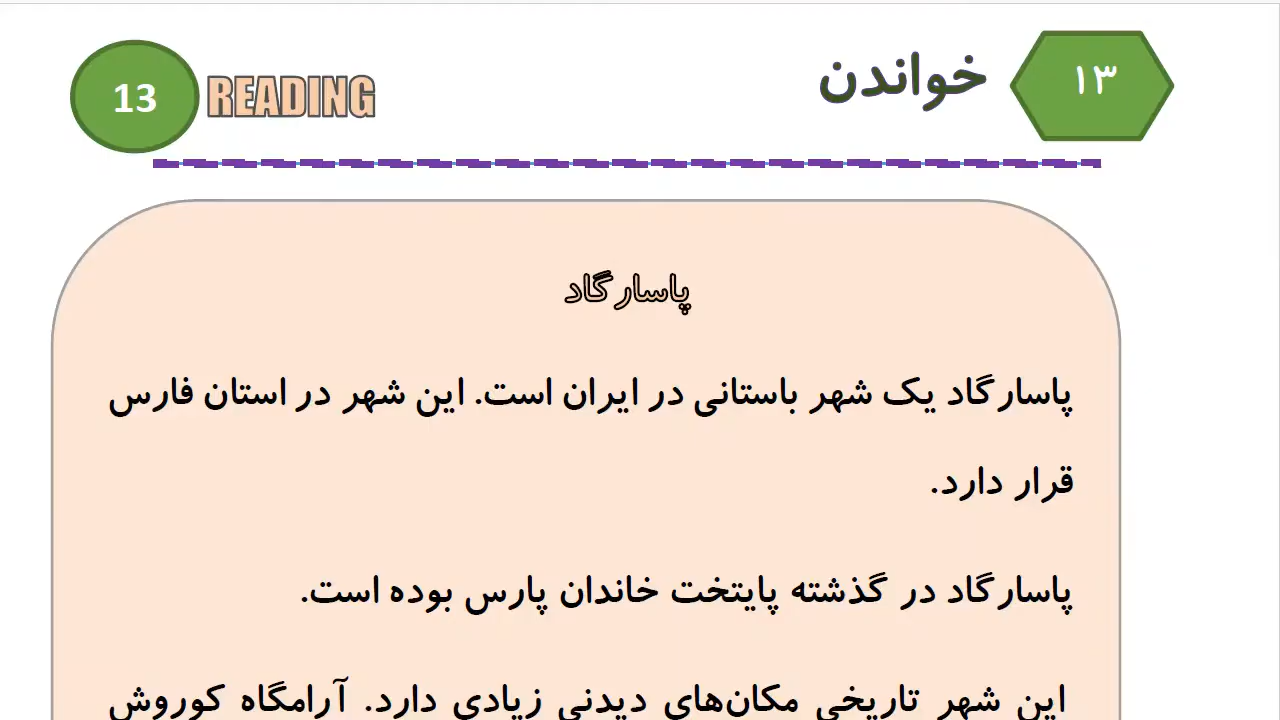 13
READING
خواندن
۱۳
پاسارگاد
پاسارگاد یک شهر باستانی در ایران است. این شهر در استان فارس
قرار دارد.
پاسارگاد در گذشته پایتخت خاندان پارس بوده است.
این شهر تاریخی مکان‌های دیدنی زیادی دارد. آرامگاه کوروش